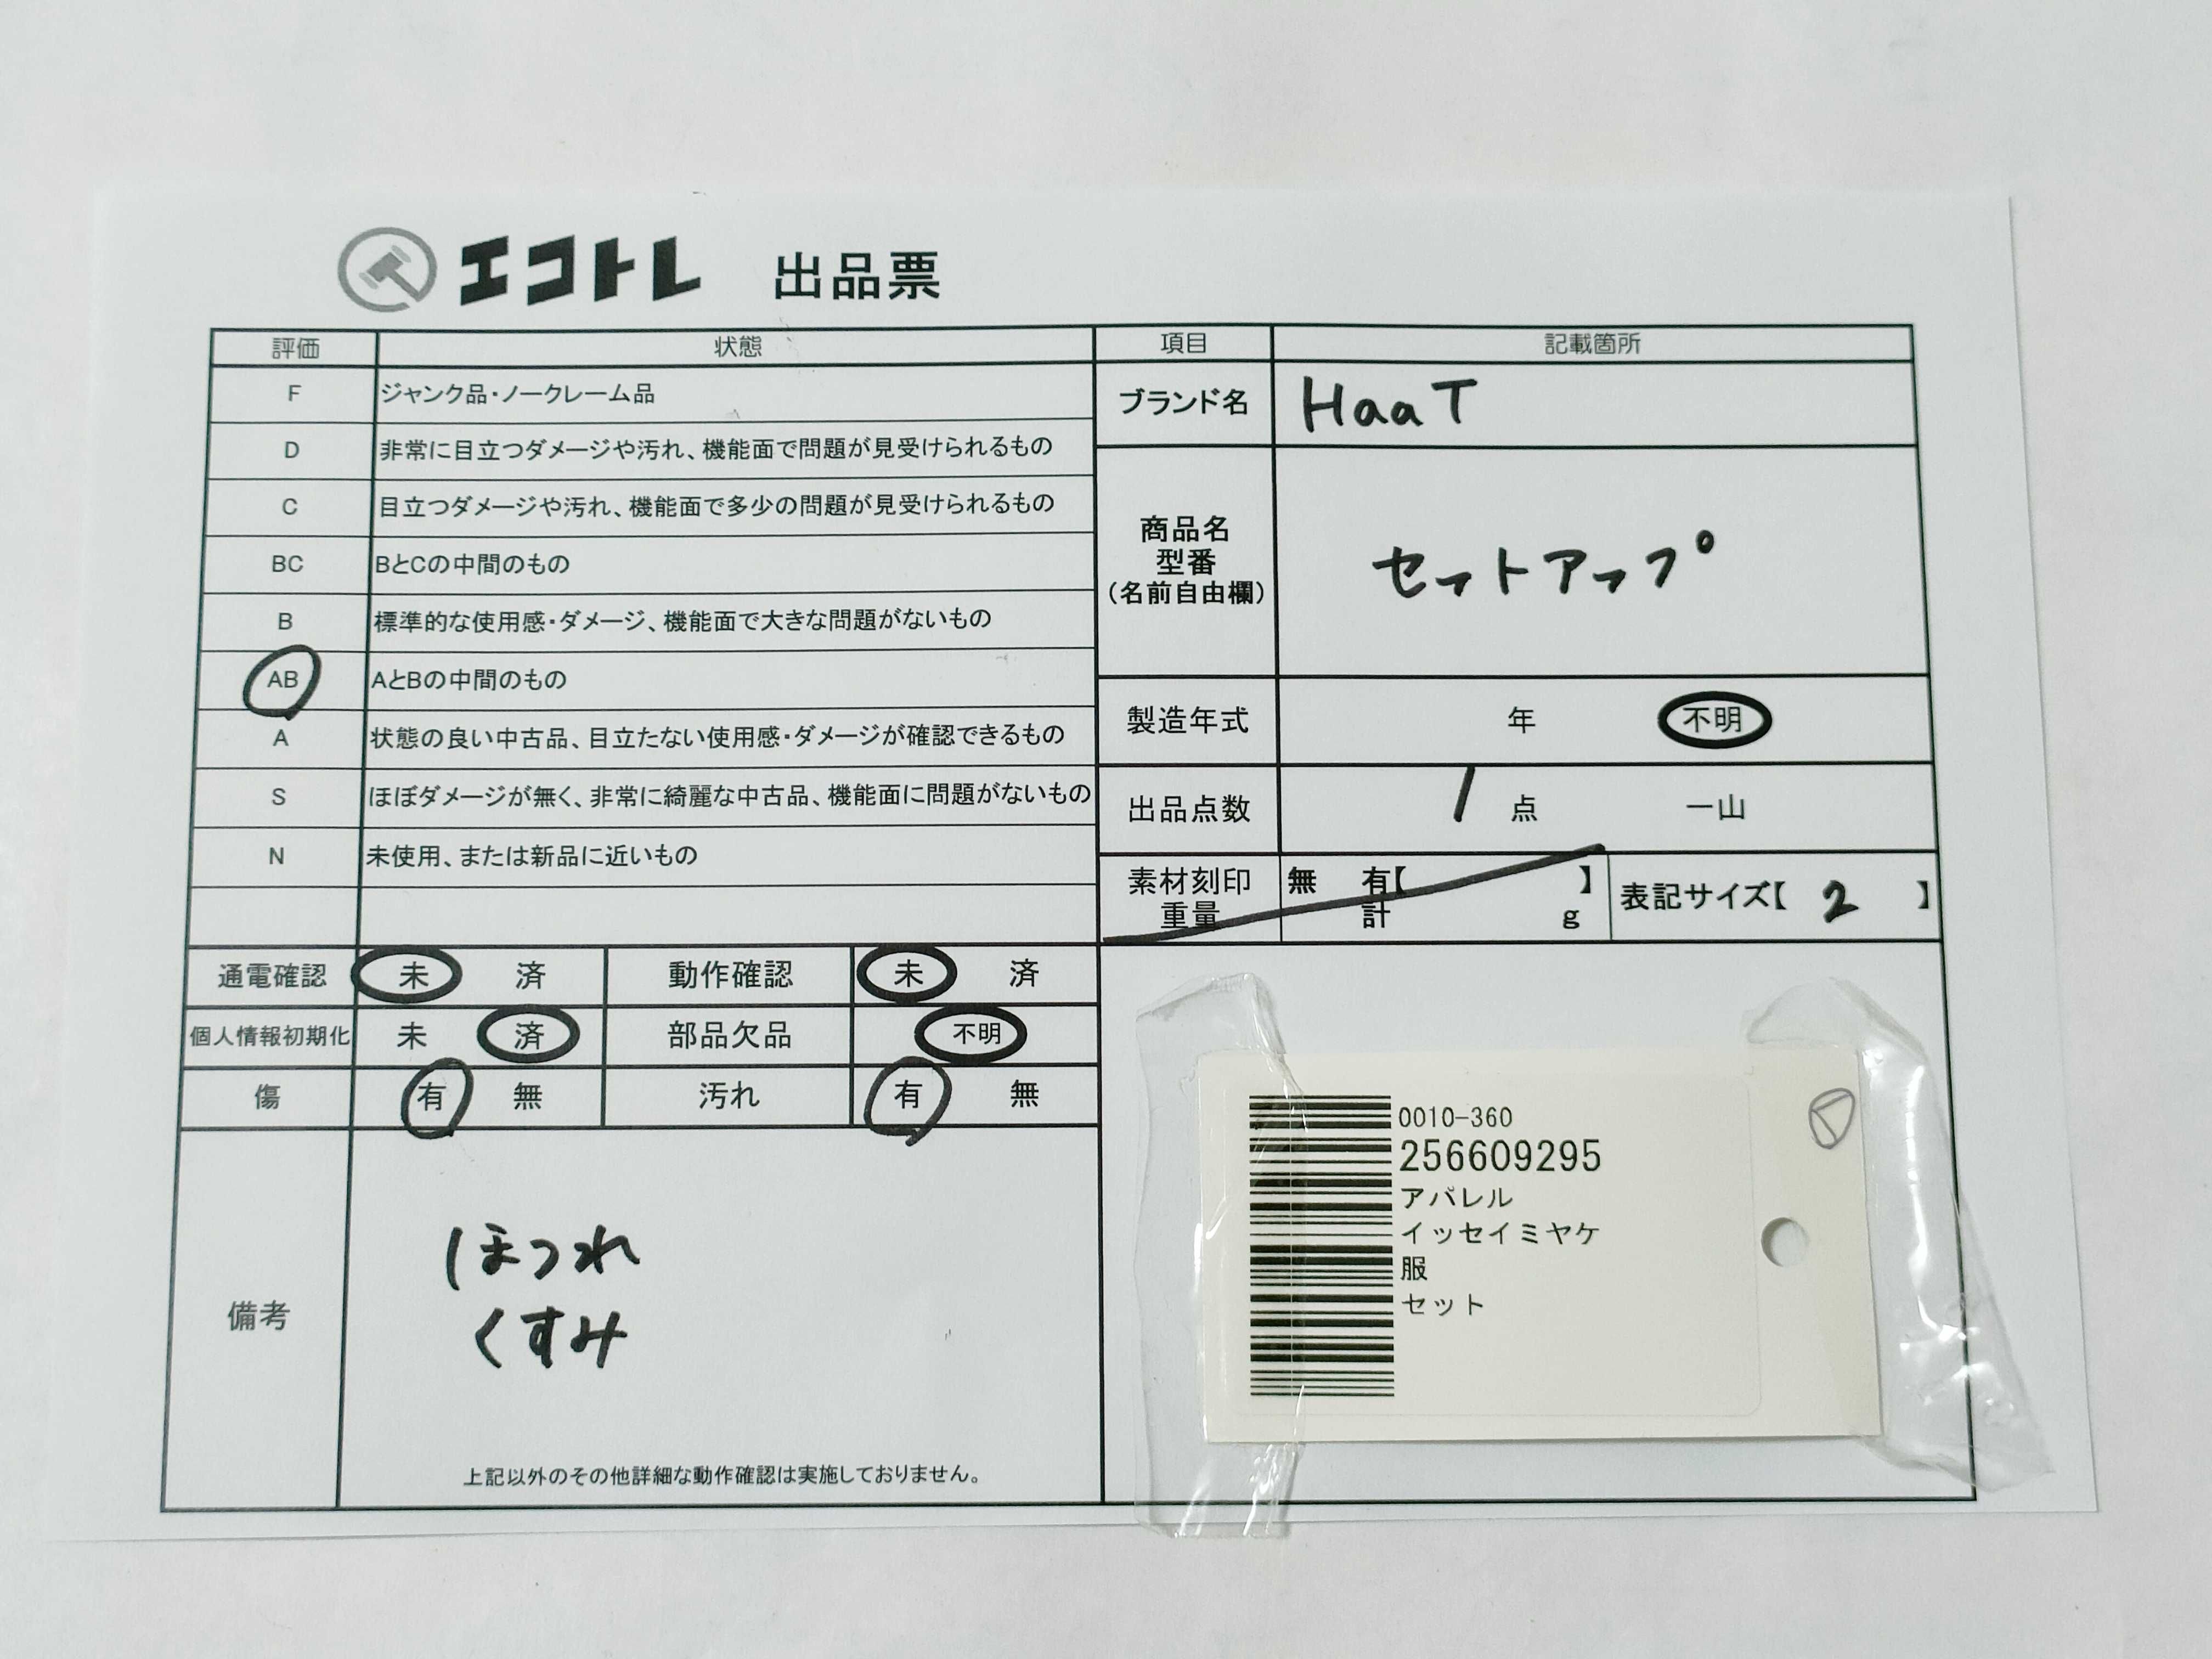 エコトレ 出品票
評価 状態
F ジャンク品・ノークレーム品
D 非常に目立つダメージや汚れ、機能面で問題が見受けられるもの
C 目立つダメージや汚れ、機能面で多少の問題が見受けられるもの
BC BとCの中間のもの
B 標準的な使用感・ダメージ、機能面で大きな問題がないもの
AB AとBの中間のもの
A 状態の良い中古品、目立たない使用感・ダメージが確認できるもの
S ほぼダメージが無く、非常に綺麗な中古品、機能面に問題がないもの
N 未使用、または新品に近いもの
通電確認 未 済 動作確認 未 済
個人情報初期化 未 済 部品欠品 不明
傷 有 無 汚れ 有 無
備考
ほつれ
くすみ
上記以外のその他詳細な動作確認は実施しておりません。
項目 記載箇所
ブランド名 HaaT
商品名
型番
(名前自由欄)
セットアップ
製造年式 年 不明
出品点数 1 点 一山
素材刻印 無 有【 】
重量 計 g
表記サイズ【 2 】
0010-360
256609295
アパレル
イッセイミヤケ
服
セット